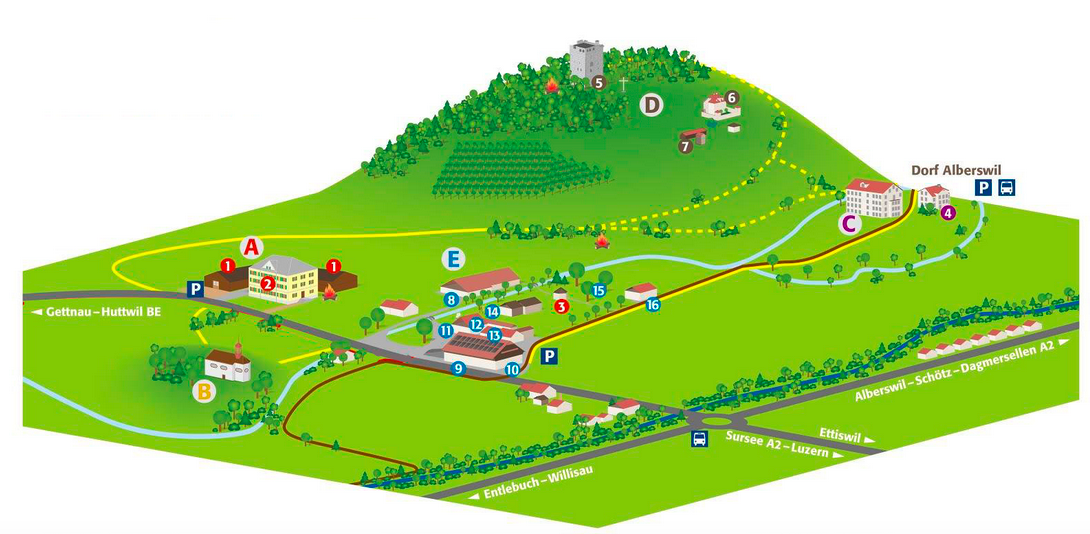 5
6
D
7
Dorf Alberswil
P
C
4
A
E
1
1
2
P
8
15
3
16
14
12
11
13
Gettnau – Huttwil BE
P
9
10
B
Alberswil – Schötz – Dagmersellen A2
Ettiswil
Sursee A2 – Luzern
Entlebuch – Willisau